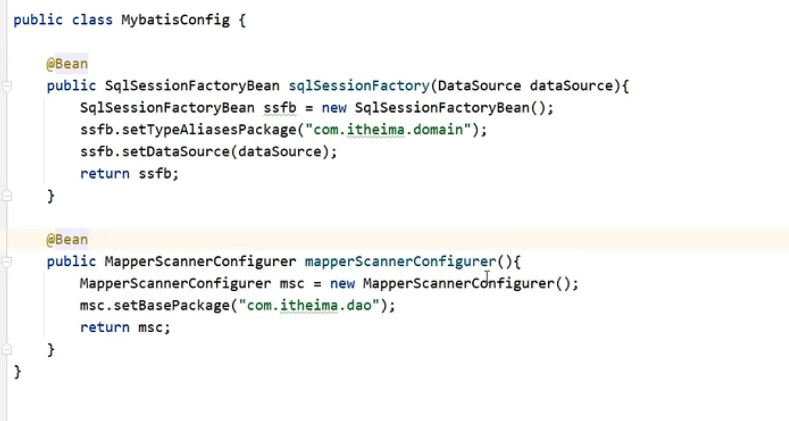 public class MybatisConfig {
@Bean
public SqlSessionFactoryBean sqlSessionFactory(DataSource dataSource){
SqlSessionFactoryBean ssfb = new SqlSessionFactoryBean();
ssfb.setTypeAliasesPackage("com.itheima.domain");
ssfb.setDataSource(dataSource);
return ssfb;
}
@Bean
public MapperScannerConfigurer mapperScannerConfigurer(){
MapperScannerConfigurer msc = new MapperScannerConfigurer();
msc.setBasePackage("com.itheima.dao");
return msc;
}
}